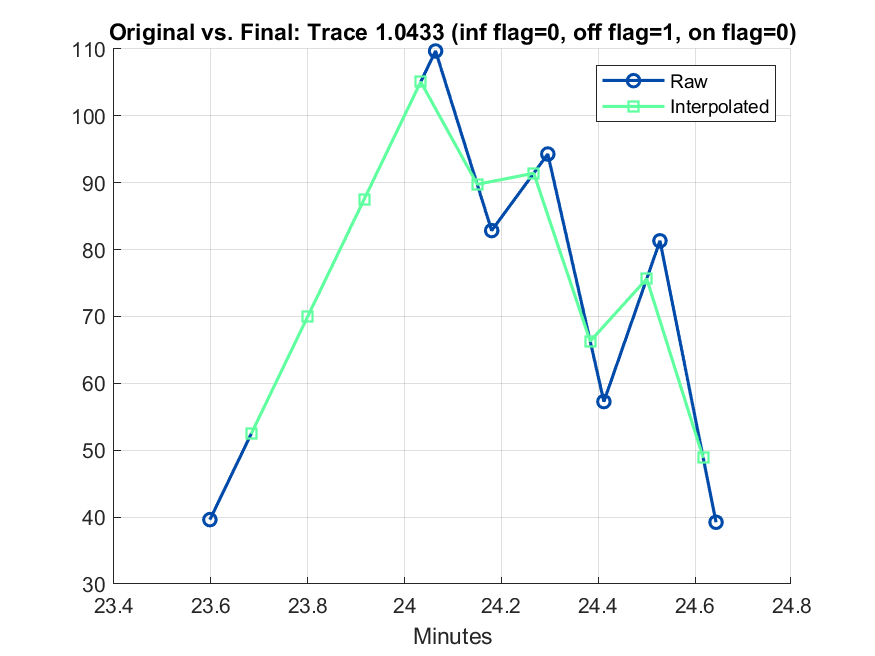 Original vs. Final: Trace 1.0433 (inf flag=0, off flag=1, on flag=0)
110
100
90
80
70
60
50
40
30
Raw
Interpolated
23.4 23.6 23.8 24 24.2 24.4 24.6 24.8
Minutes